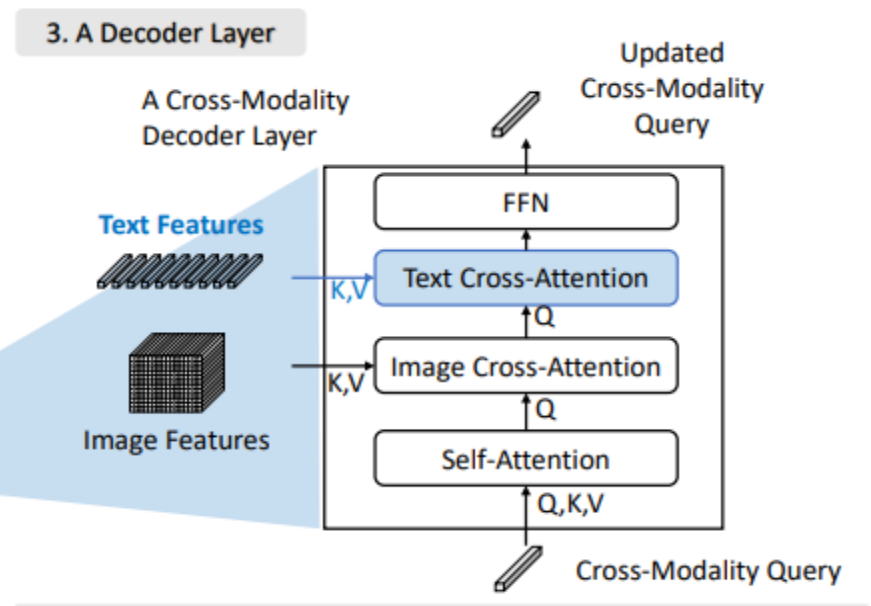 3. A Decoder Layer
Updated
Cross-Modality
Query
A Cross-Modality
Decoder Layer
FFN
Text Features
Text Cross-Attention
K,V
Q
Image Cross-Attention
K,V
Q
Image Features
Self-Attention
Q,K,V
Cross-Modality Query